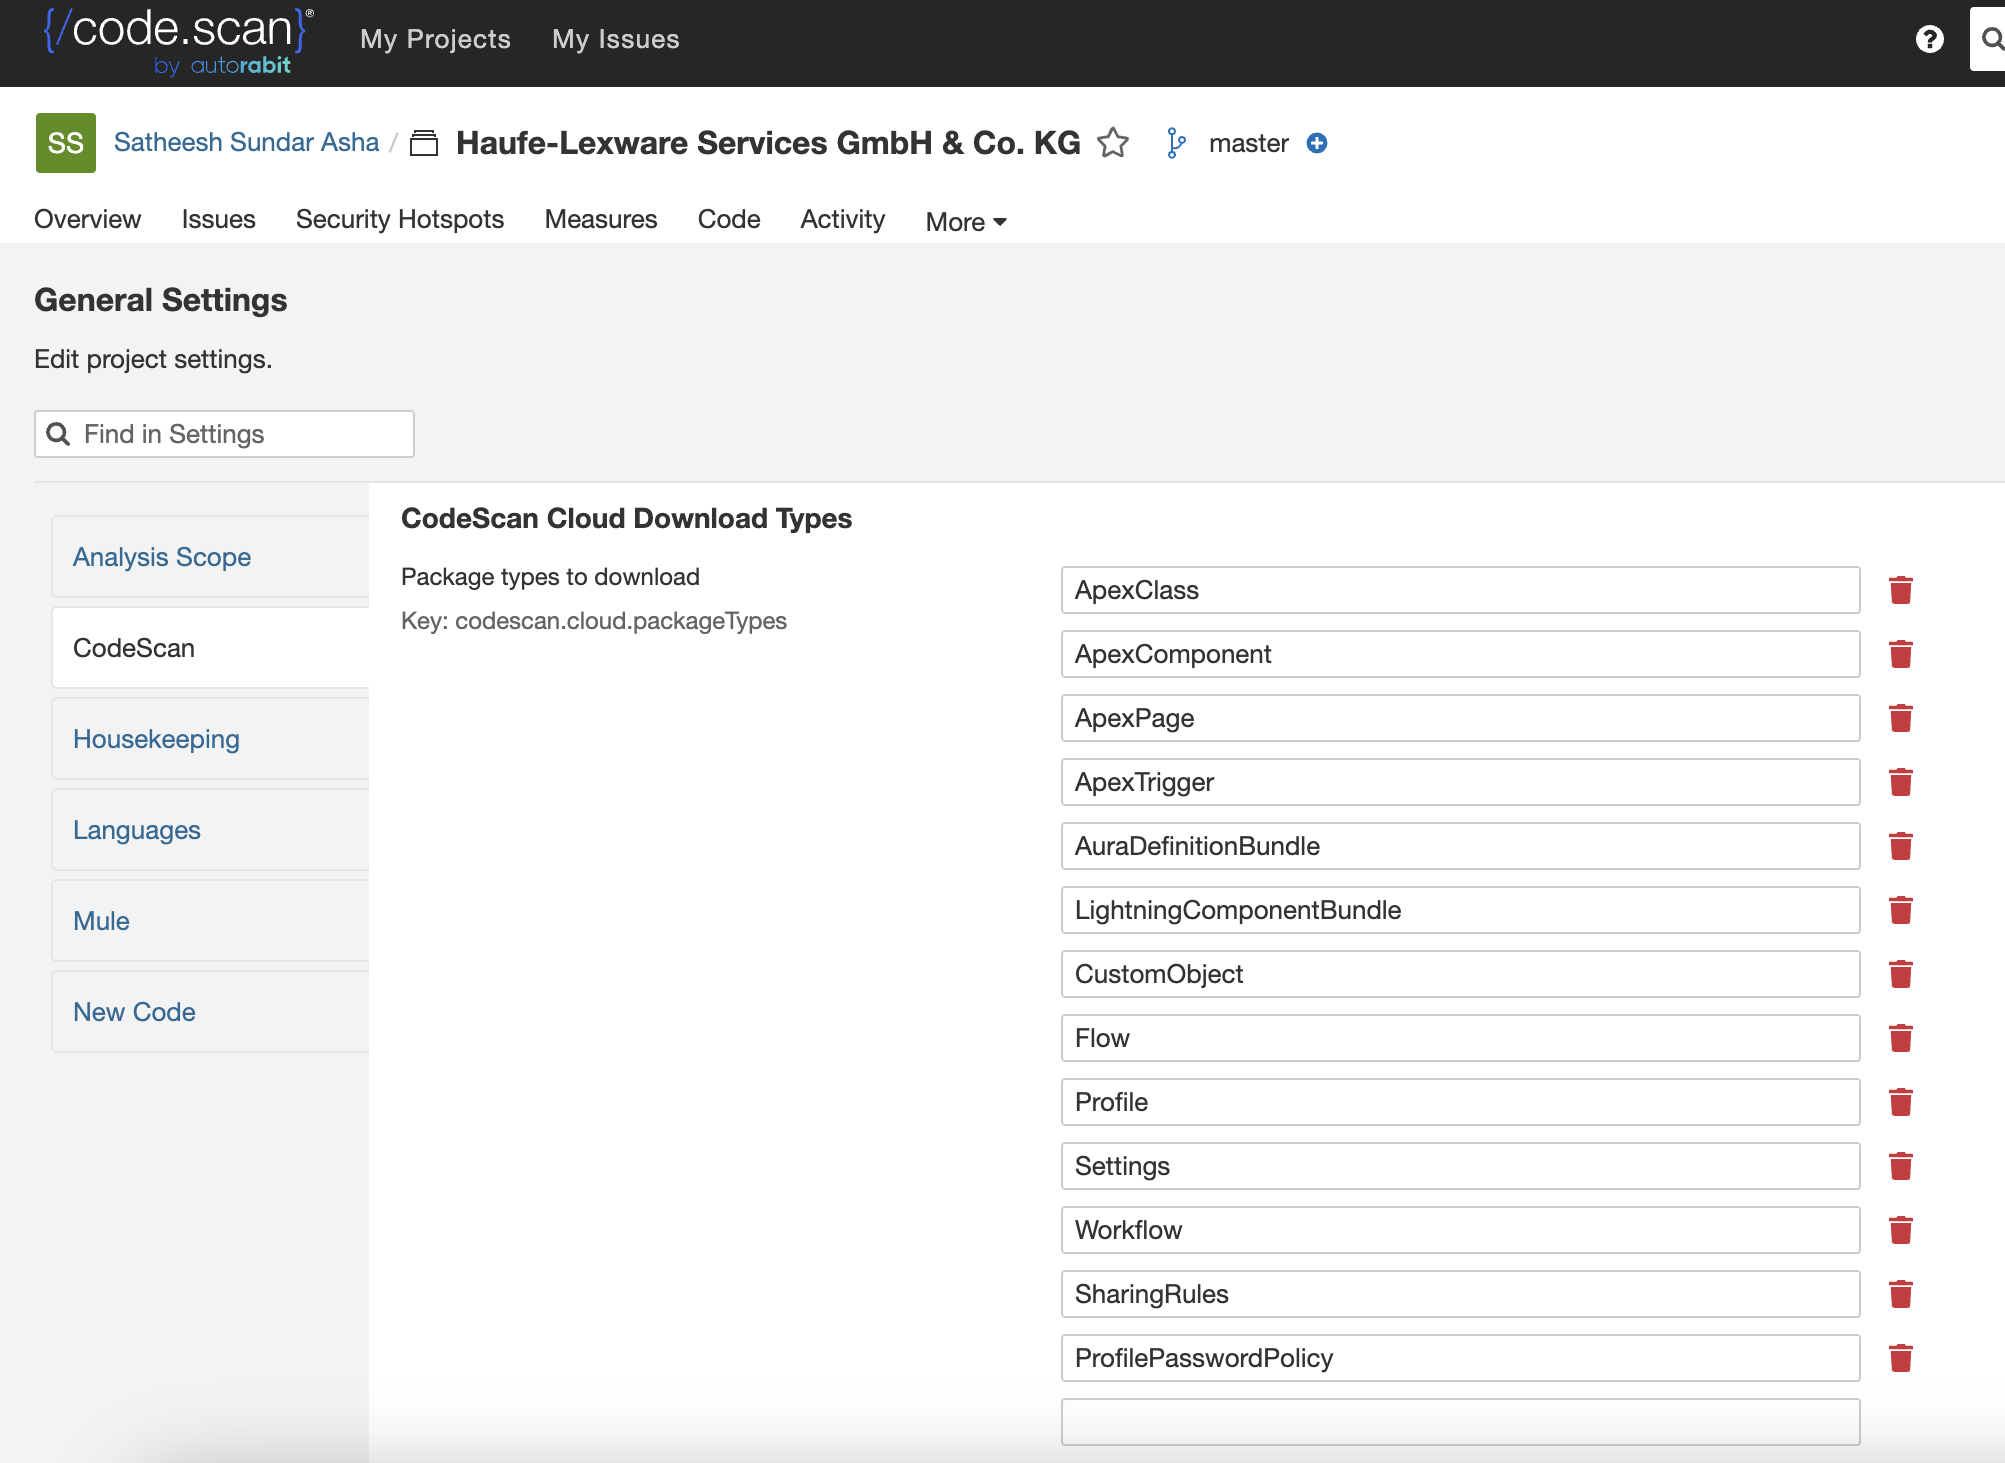 {/code.scan}®
by autorabit
My Projects
My Issues
SS
Satheesh Sundar Asha / Haufe-Lexware Services GmbH & Co. KG
master
Overview
Issues
Security Hotspots
Measures
Code
Activity
More
General Settings
Edit project settings.
Find in Settings
Analysis Scope
CodeScan
Housekeeping
Languages
Mule
New Code
CodeScan Cloud Download Types
Package types to download
Key: codescan.cloud.packageTypes
ApexClass
ApexComponent
ApexPage
ApexTrigger
AuraDefinitionBundle
LightningComponentBundle
CustomObject
Flow
Profile
Settings
Workflow
SharingRules
ProfilePasswordPolicy